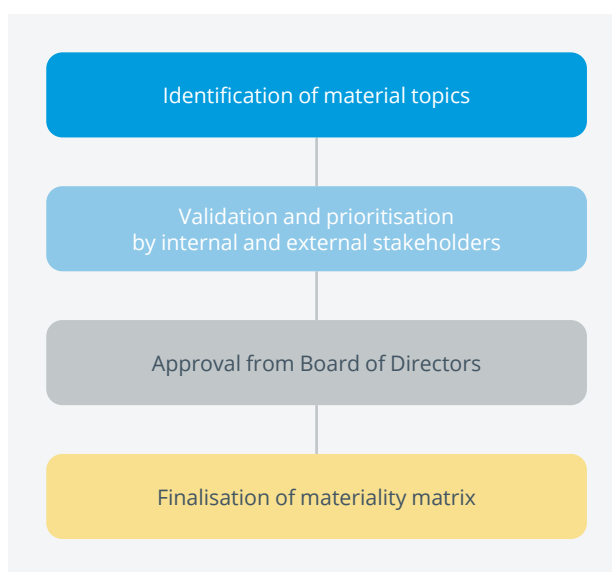 Identification of material topics
Validation and prioritisation
by internal and external stakeholders
Approval from Board of Directors
Finalisation of materiality matrix